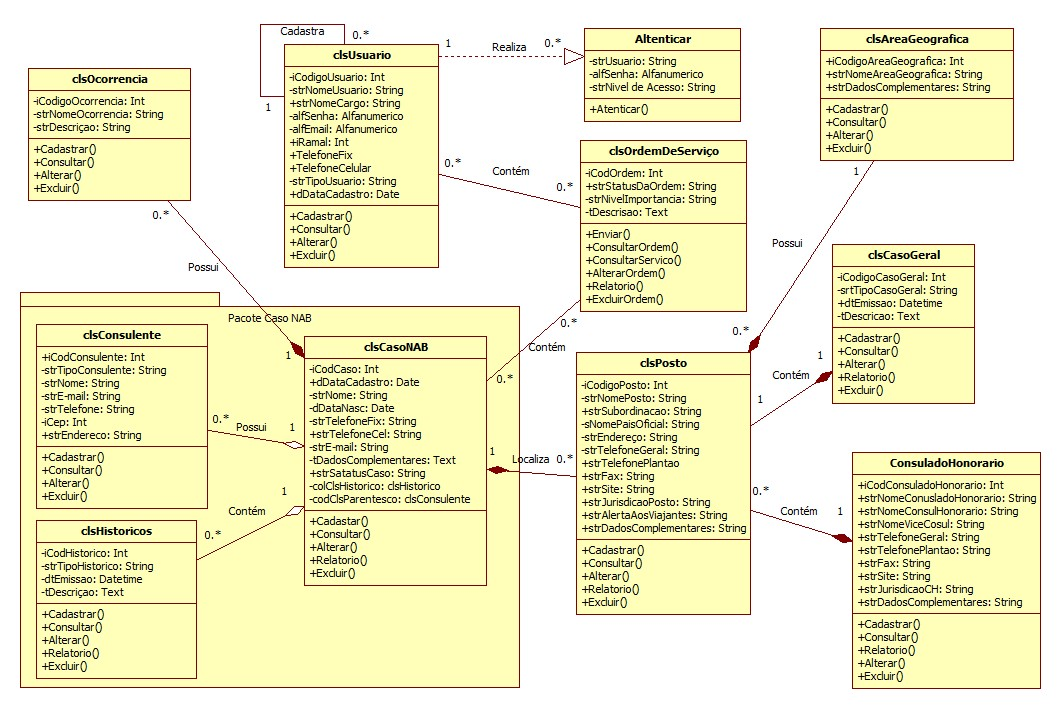 clsOcorrencia
-iCodigoOcorrencia: Int
-strNomeOcorrencia: String
-strDescriçao: String
+Cadastrar()
+Consultar()
+Alterar()
+Excluir()
Cadastra
0..*
1
clsUsuario
-iCodigoUsuario: Int
-strNomeUsuario: String
+strNomeCargo: String
-alfSenha: Alfanumerico
-alfEmail: Alfanumerico
+iRamal: Int
+TelefoneFix
+TelefoneCelular
-strTipoUsuario: String
+dDataCadastro: Date
+Cadastrar()
+Consultar()
+Alterar()
+Excluir()
1
Realiza
0..*
Altenticar
-strUsuario: String
-alfSenha: Alfanumerico
-strNivel de Acesso: String
+Atenticar()
clsAreaGeografica
+iCodigoAreaGeografica: Int
+strNomeAreaGeografica: String
+strDadosComplementares: String
+Cadastrar()
+Consultar()
+Alterar()
+Excluir()
0..*
Contém
0..*
clsOrdemDeServiço
-iCodOrdem: Int
+strStatusDaOrdem: String
-strNivelImportancia: String
-tDescrisao: Text
+Enviar()
+ConsultarOrdem()
+ConsultarServico()
+AlterarOrdem()
+Relatorio()
+ExcluirOrdem()
1
Possui
0..*
0..*
Possui
1
clsCasoGeral
-iCodigoCasoGeral: Int
-srtTipoCasoGeral: String
+dtEmissao: Datetime
-tDescricao: Text
+Cadastrar()
+Consultar()
+Alterar()
+Relatorio()
+Excluir()
Pacote Caso NAB
clsConsulente
+iCodConsulente: Int
-strTipoConsulente: String
-strNome: String
-strE-mail: String
-strTelefone: String
-iCep: Int
+strEndereco: String
+Cadastrar()
+Consultar()
+Alterar()
+Excluir()
0..*
Possui
1
clsCasoNAB
-iCodCaso: Int
+dDataCadastro: Date
-strNome: String
-dDataNasc: Date
-strTelefoneFix: String
+strTelefoneCel: String
-strE-mail: String
-tDadosComplementares: Text
+strSatatusCaso: String
-colClsHistorico: clsHistorico
-codClsParentesco: clsConsulente
+Cadastar()
+Consultar()
+Alterar()
+Relatorio()
+Excluir()
0..*
Contém
0..*
clsPosto
-iCodigoPosto: Int
-strNomePosto: String
+strSubordinacao: String
-sNomePaisOficial: String
-strEndereço: String
-strTelefoneGeral: String
+strTelefonePlantao
+strFax: String
+strSite: String
+strJurisdicaoPosto: String
+strAlertaAosViajantes: String
+strDadosComplementares: String
+Cadastrar()
+Consultar()
+Alterar()
+Relatorio()
+Excluir()
1
Contém
1
1
Localiza
0..*
0..*
Contém
1
ConsuladoHonorario
+iCodConsuladoHonorario: Int
+strNomeConusladoHonorario: String
+strNomeConsulHonorario: String
+strNomeViceCosul: String
+strTelefoneGeral: String
+strTelefonePlantao: String
+strFax: String
+strSite: String
+strJurisdicaoCH: String
+strDadosComplementares: String
+Cadastrar()
+Consultar()
+Relatorio()
+Alterar()
+Excluir()
1
Contém
0..*
clsHistoricos
-iCodHistorico: Int
-strTipoHistorico: String
-dtEmissao: Datetime
-tDescriçao: Text
+Cadastrar()
+Consultar()
+Alterar()
+Relatorio()
+Excluir()